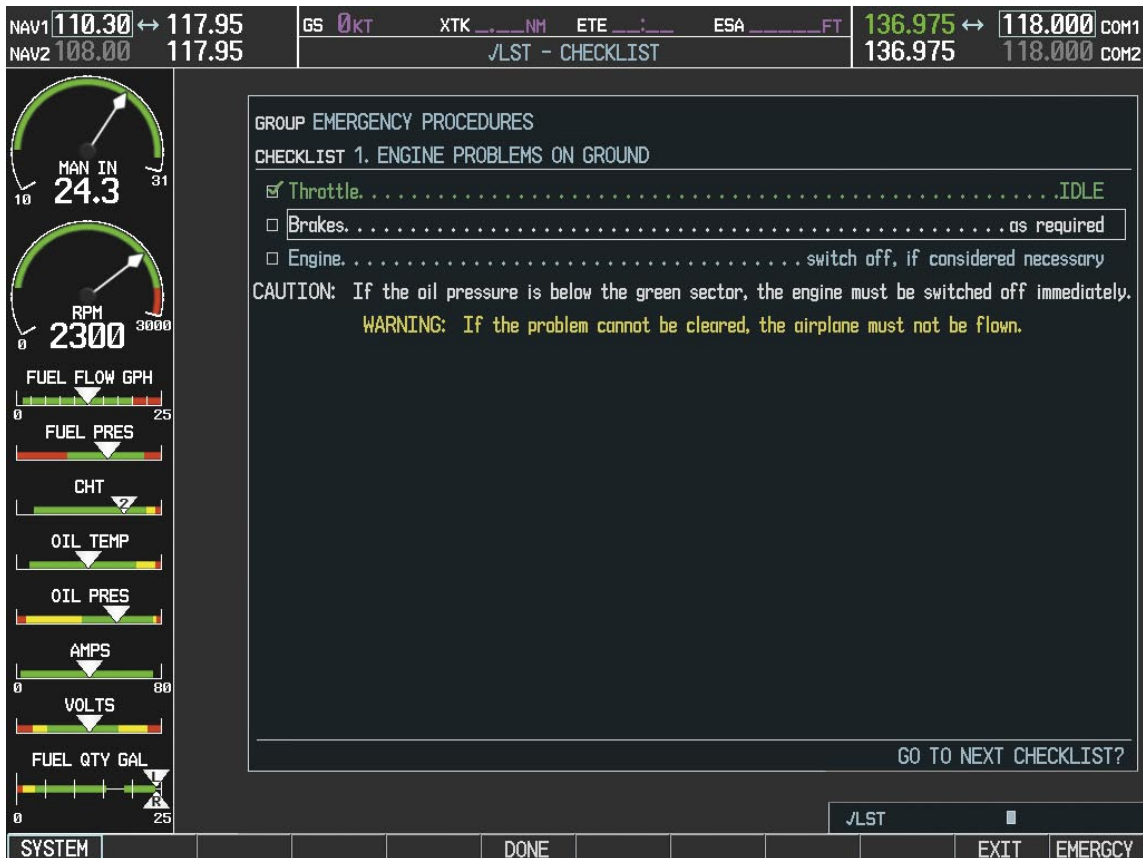 NAV1 110.30 ↔ 117.95
NAV2 108.00 117.95
GS 0KT XTK _.__NM ETE __:__ ESA _____FT
√LST - CHECKLIST
136.975 ↔ 118.000 COM1
136.975 118.000 COM2
MAN IN
24.3
10 31
RPM
2300
0 3000
FUEL FLOW GPH
0 25
FUEL PRES
CHT
2
OIL TEMP
OIL PRES
AMPS
0 80
VOLTS
FUEL QTY GAL
L
R
0 25
GROUP EMERGENCY PROCEDURES
CHECKLIST 1. ENGINE PROBLEMS ON GROUND
Throttle. . . . . . . . . . . . . . . . . . . . . . . . . . . . . . . . . . . . . . . . . . . . . . . . . .IDLE
Brakes. . . . . . . . . . . . . . . . . . . . . . . . . . . . . . . . . . . . . . . . . . . . . . . as required
Engine. . . . . . . . . . . . . . . . . . . . . . . . . . . . . . . . . switch off, if considered necessary
CAUTION: If the oil pressure is below the green sector, the engine must be switched off immediately.
WARNING: If the problem cannot be cleared, the airplane must not be flown.
GO TO NEXT CHECKLIST?
√LST
SYSTEM DONE EXIT EMERGCY